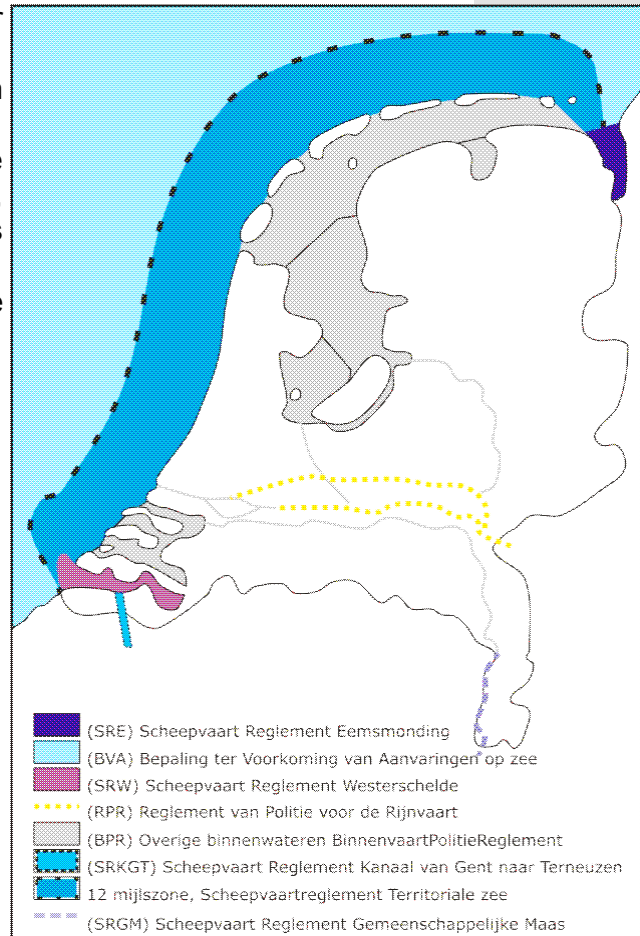 (SRE) Scheepvaart Reglement Eemsmonding
(BVA) Bepaling ter Voorkoming van Aanvaringen op zee
(SRW) Scheepvaart Reglement Westerschelde
(RPR) Reglement van Politie voor de Rijnvaart
(BPR) Overige binnenwateren BinnenvaartPolitieReglement
(SRKGT) Scheepvaart Reglement Kanaal van Gent naar Terneuzen
12 mijlszone, Scheepvaartreglement Territoriale zee
(SRGM) Scheepvaart Reglement Gemeenschappelijke Maas